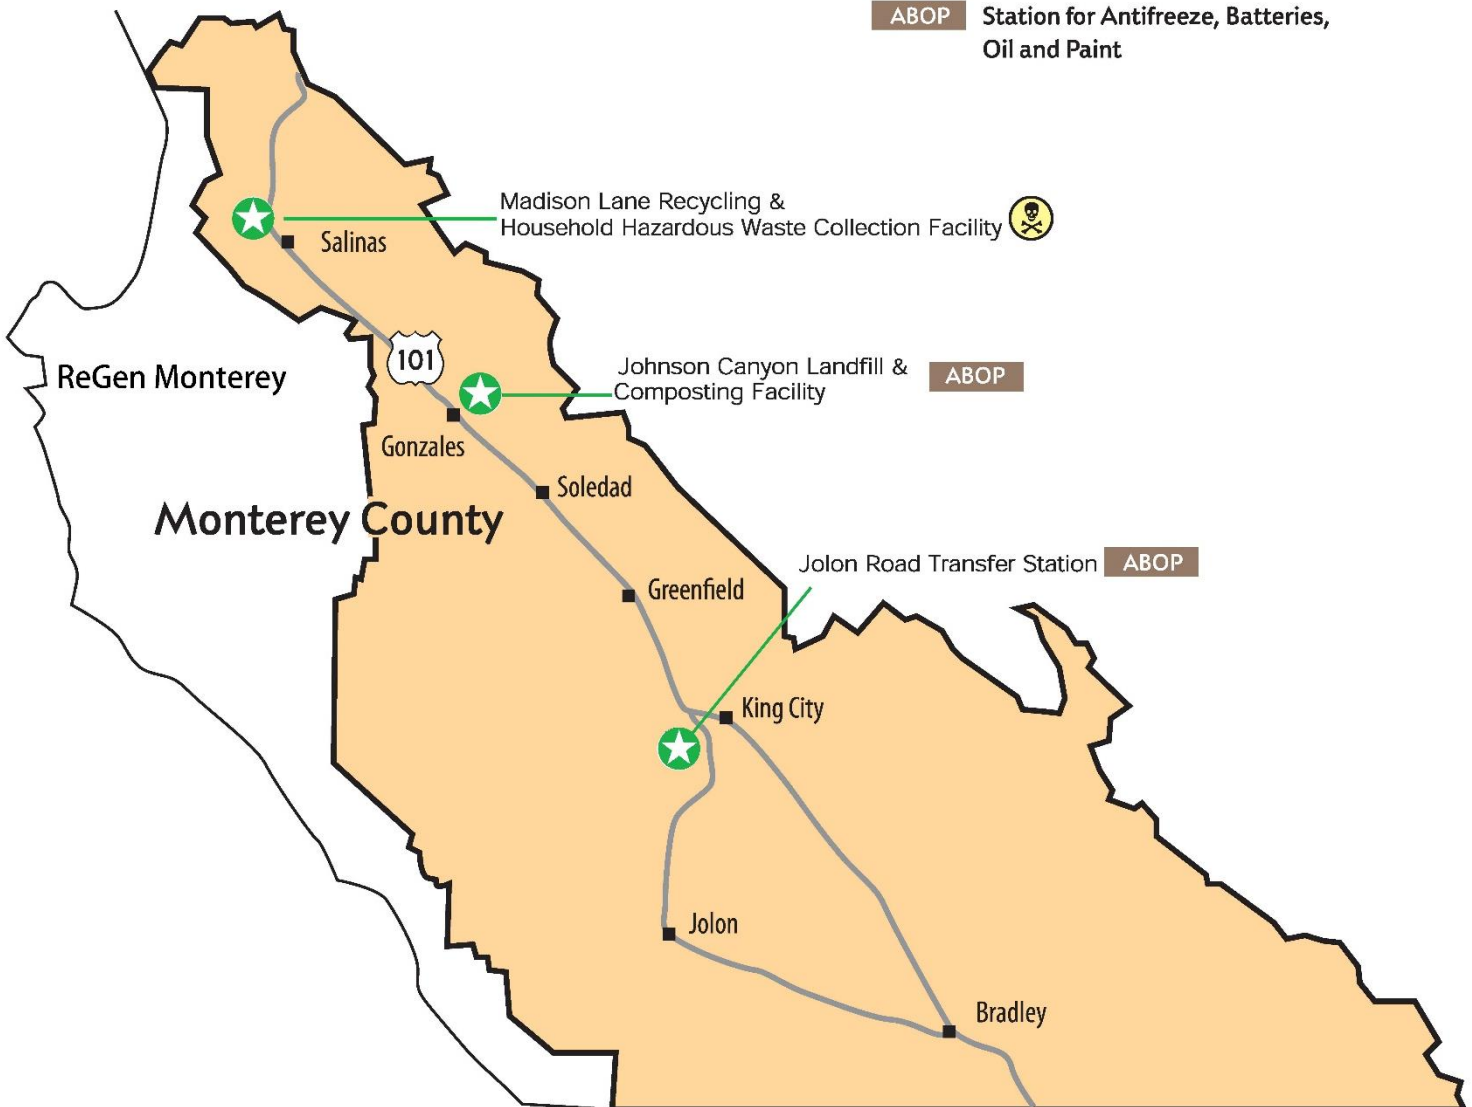 ABOP Station for Antifreeze, Batteries,
Oil and Paint
Madison Lane Recycling &
Household Hazardous Waste Collection Facility
Salinas
101
ReGen Monterey
Johnson Canyon Landfill &
Composting Facility
ABOP
Gonzales
Soledad
Monterey County
Jolon Road Transfer Station ABOP
Greenfield
King City
Jolon
Bradley